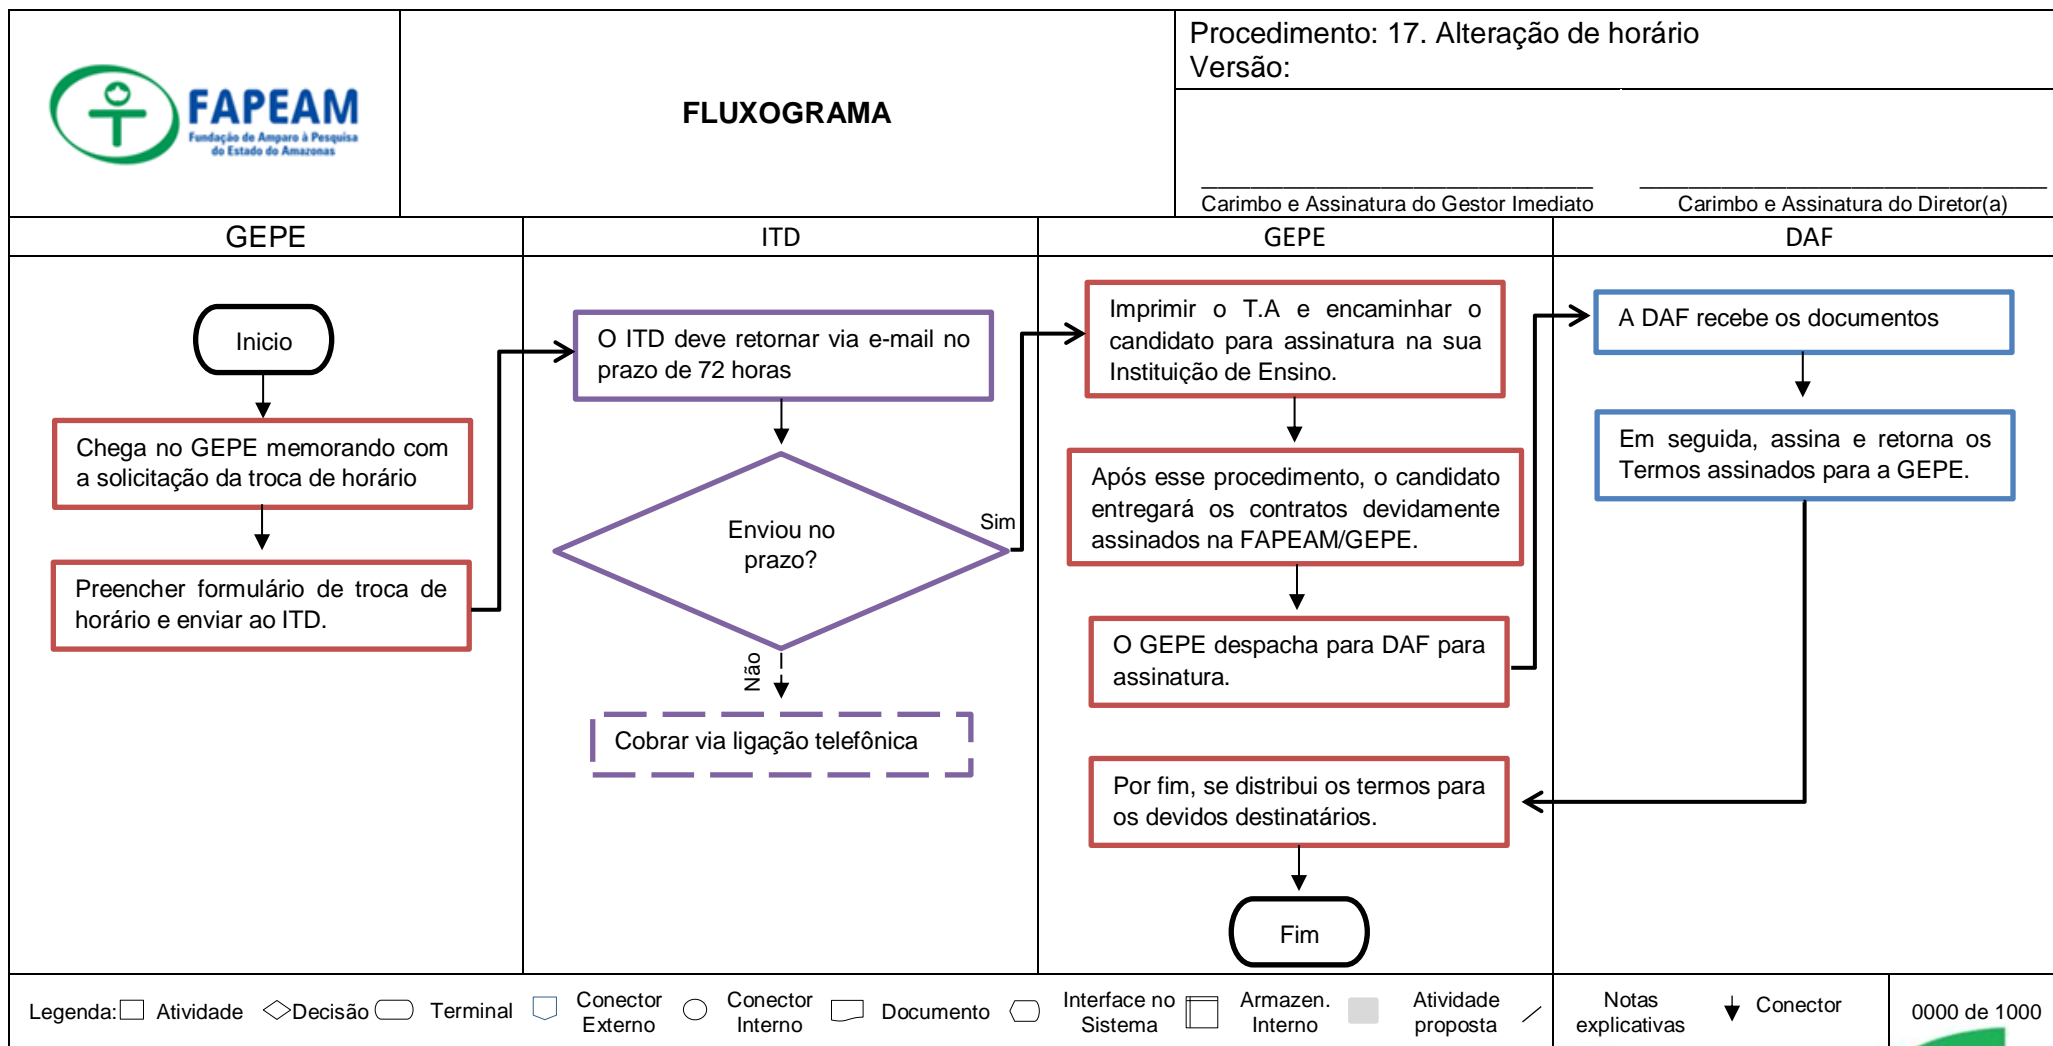 FAPEAM
Fundação de Amparo à Pesquisa
do Estado do Amazonas
FLUXOGRAMA
Procedimento: 17. Alteração de horário
Versão:
Carimbo e Assinatura do Gestor Imediato
Carimbo e Assinatura do Diretor(a)
GEPE
ITD
GEPE
DAF
Inicio
Chega no GEPE memorando com
a solicitação da troca de horário
Preencher formulário de troca de
horário e enviar ao ITD.
O ITD deve retornar via e-mail no
prazo de 72 horas
Enviou no
prazo?
Sim
Não
Cobrar via ligação telefônica
Imprimir o T.A e encaminhar o
candidato para assinatura na sua
Instituição de Ensino.
Após esse procedimento, o candidato
entregará os contratos devidamente
assinados na FAPEAM/GEPE.
O GEPE despacha para DAF para
assinatura.
Por fim, se distribui os termos para
os devidos destinatários.
Fim
A DAF recebe os documentos
Em seguida, assina e retorna os
Termos assinados para a GEPE.
Legenda:
Atividade
Decisão
Terminal
Conector
Externo
Conector
Interno
Documento
Interface no
Sistema
Armazen.
Interno
Atividade
proposta
Notas
explicativas
Conector
0000 de 1000